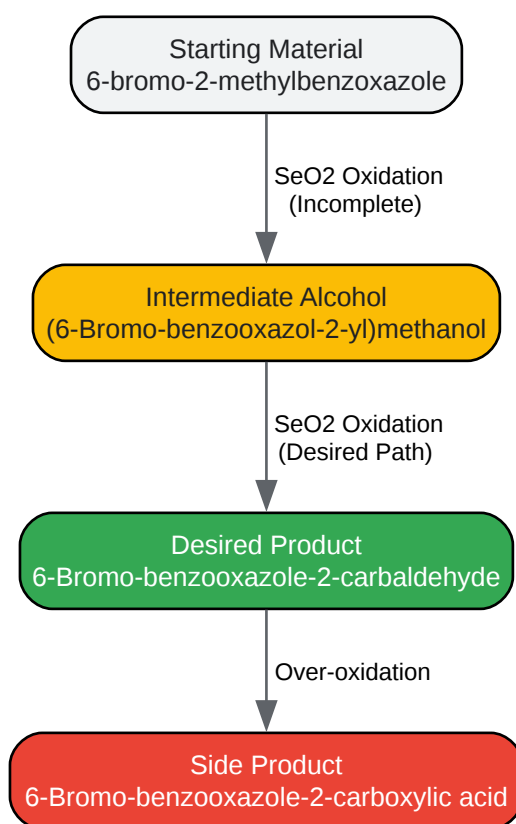 Starting Material
6-bromo-2-methylbenzoxazole
SeO2 Oxidation
(Incomplete)
Intermediate Alcohol
(6-Bromo-benzooxazol-2-yl)methanol
SeO2 Oxidation
(Desired Path)
Desired Product
6-Bromo-benzooxazole-2-carbaldehyde
Over-oxidation
Side Product
6-Bromo-benzooxazole-2-carboxylic acid